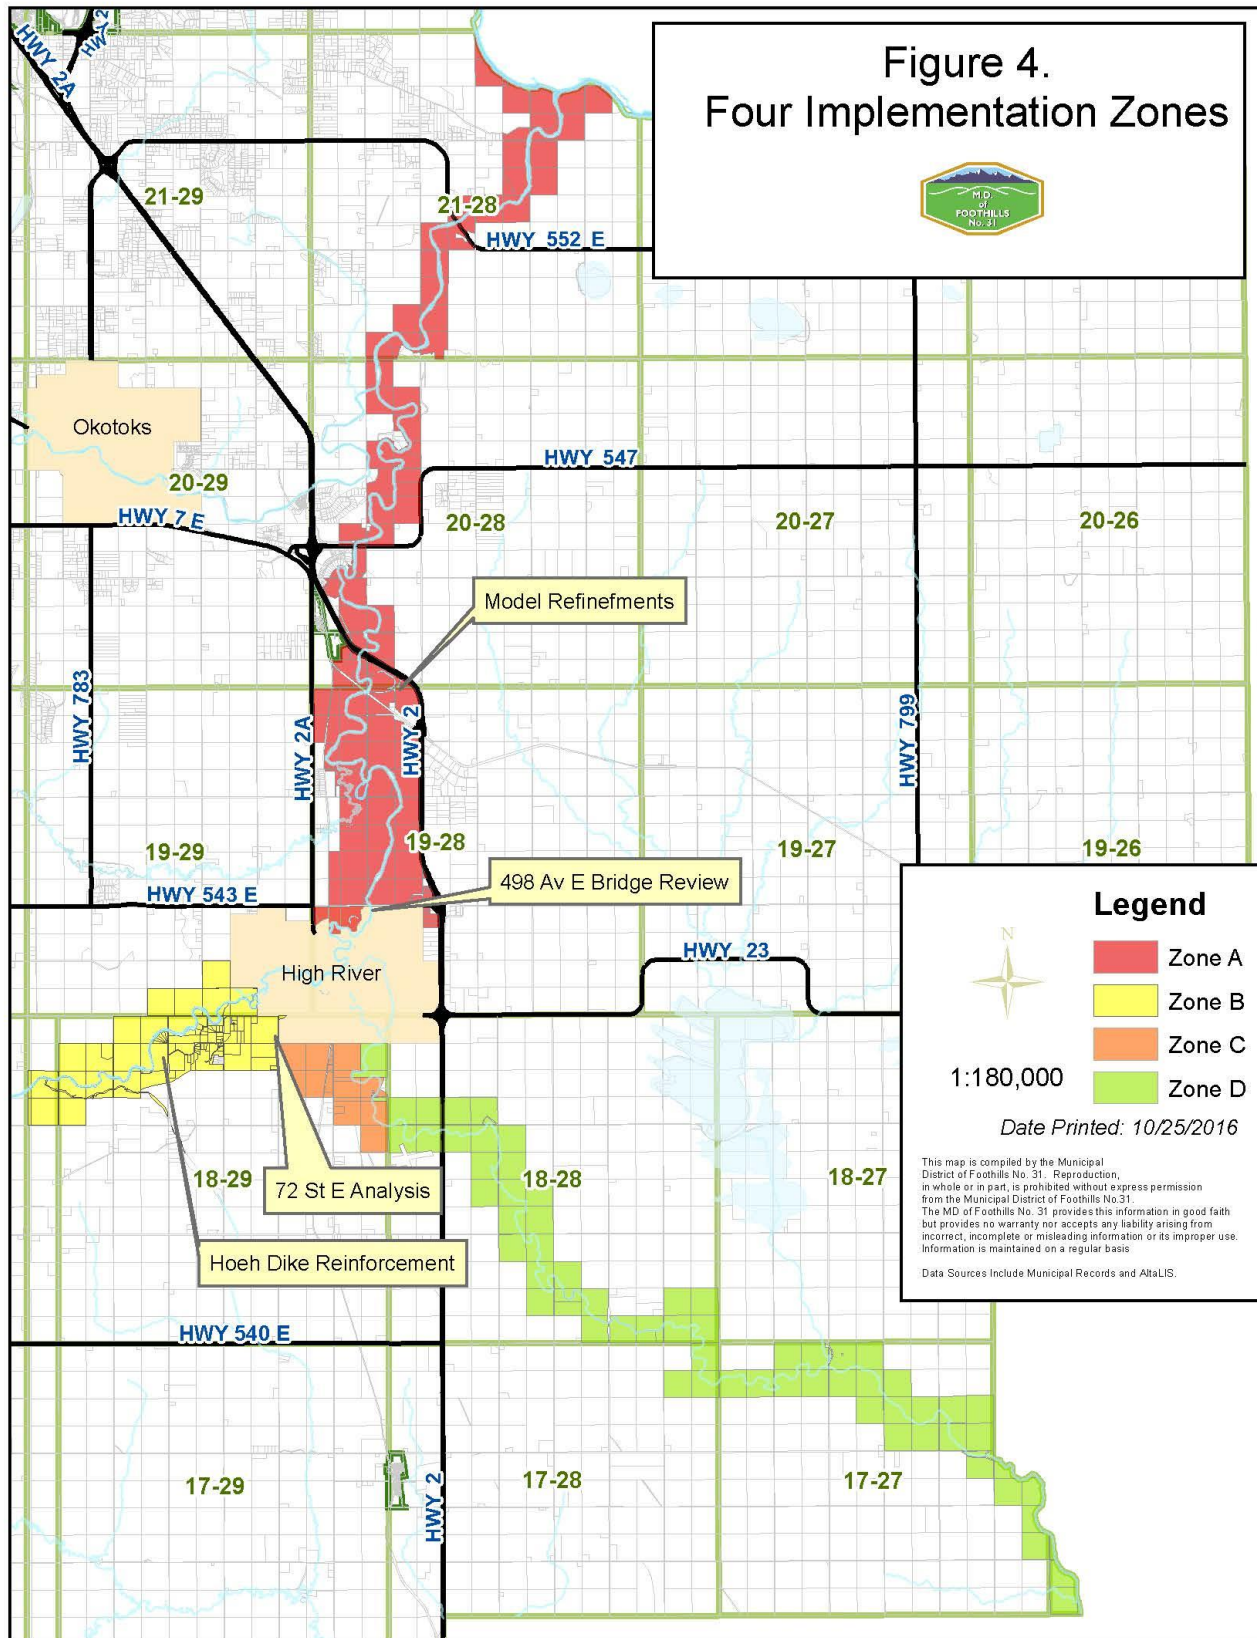 Figure 4.
Four Implementation Zones
M.D.
of
FOOTHILLS
No. 31
HWY 2A
HWY 2
21-29
21-28
HWY 552 E
Okotoks
20-29
HWY 547
HWY 7 E
20-28
20-27
20-26
Model Refinefments
HWY 783
HWY 2A
HWY 2
HWY 799
19-29
19-28
19-27
19-26
498 Av E Bridge Review
HWY 543 E
High River
HWY 23
18-29
72 St E Analysis
18-28
18-27
Hoeh Dike Reinforcement
HWY 540 E
17-29
17-28
17-27
HWY 2
Legend
N
Zone A
Zone B
Zone C
Zone D
1:180,000
Date Printed: 10/25/2016
This map is compiled by the Municipal
District of Foothills No. 31. Reproduction,
in whole or in part, is prohibited without express permission
from the Municipal District of Foothills No.31.
The MD of Foothills No. 31 provides this information in good faith
but provides no warranty nor accepts any liability arising from
incorrect, incomplete or misleading information or its improper use.
Information is maintained on a regular basis
Data Sources Include Municipal Records and AltaLIS.